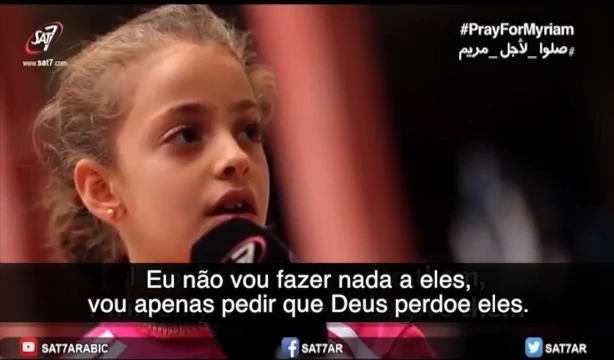 SAT7
www.sat7.com
#PrayForMyriam
#صلوا_لأجل_مريم
7
Eu não vou fazer nada a eles,
vou apenas pedir que Deus perdoe eles.
SAT7ARABIC
SAT7AR
SAT7AR